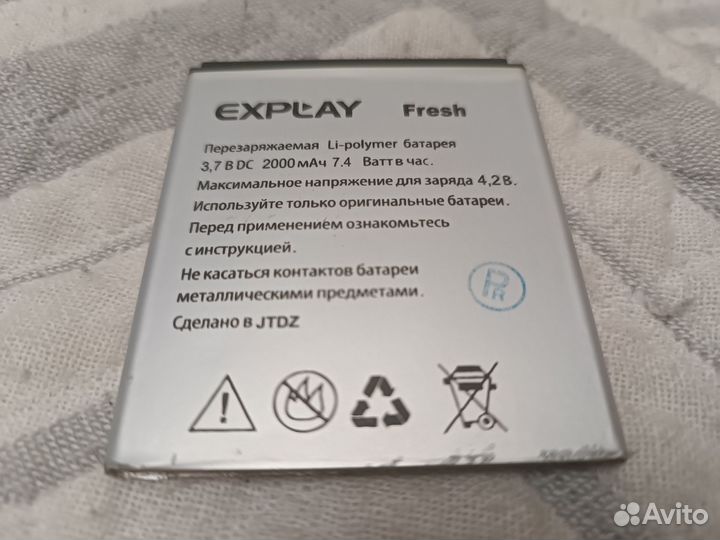 EXPLAY Fresh
Перезаряжаемая Li-polymer батарея
3,7 В DC 2000 мАч 7.4 Ватт в час.
Максимальное напряжение для заряда 4,2 В.
Используйте только оригинальные батареи.
Перед применением ознакомьтесь
с инструкцией.
Не касаться контактов батареи
металлическими предметами.
Сделано в JTDZ
Avito